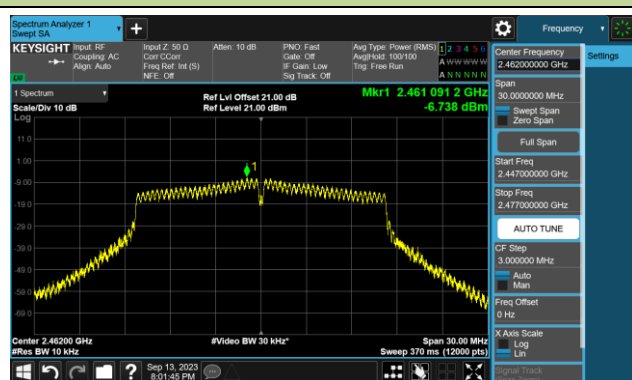 Spectrum Analyzer 1
Swept SA
+
Frequency
KEYSIGHT
Input: RF
Coupling: AC
Align: Auto
Input Z: 50 Ω
Corr CCorr
Freq Ref: Int (S)
NFE: Off
Atten: 10 dB
PNO: Fast
Gate: Off
IF Gain: Low
Sig Track: Off
Avg Type: Power (RMS)
Avg|Hold: 100/100
Trig: Free Run
1 2 3 4 5 6
A W W W W W
A N N N N N
LXI
1 Spectrum
Scale/Div 10 dB
Ref Lvl Offset 21.00 dB
Ref Level 21.00 dBm
Mkr1 2.461 091 2 GHz
-6.738 dBm
Log
11.0
1.00
-9.00
-19.0
-29.0
-39.0
-49.0
-59.0
-69.0
1
Center 2.46200 GHz
#Res BW 10 kHz
#Video BW 30 kHz*
Span 30.00 MHz
Sweep 370 ms (12000 pts)
Sep 13, 2023
8:01:45 PM
?
Center Frequency
2.462000000 GHz
Span
30.0000000 MHz
Swept Span
Zero Span
Full Span
Start Freq
2.447000000 GHz
Stop Freq
2.477000000 GHz
AUTO TUNE
CF Step
3.000000 MHz
Auto
Man
Freq Offset
0 Hz
X Axis Scale
Log
Lin
Signal Track
Settings